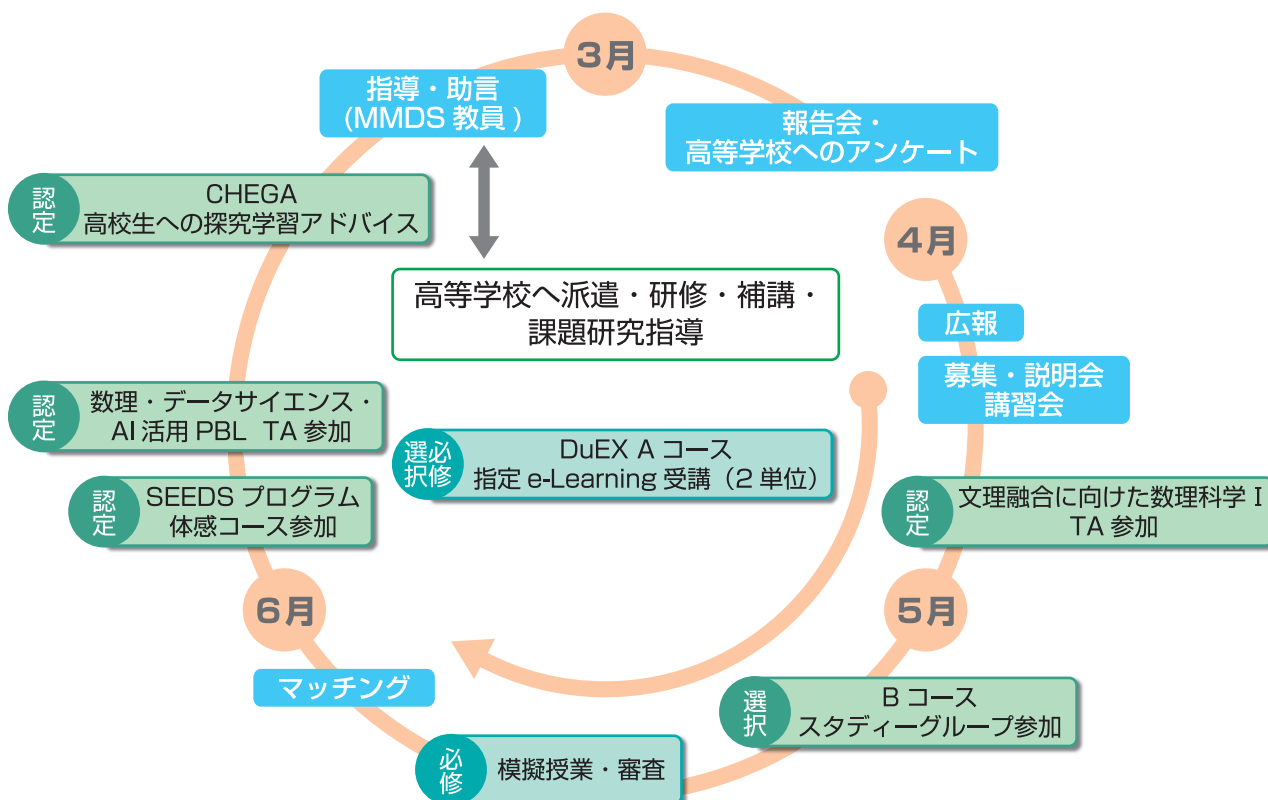 3月
指導・助言
(MMDS 教員)
報告会・
高等学校へのアンケート
認定
CHEGA
高校生への探究学習アドバイス
4月
高等学校へ派遣・研修・補講・
課題研究指導
広報
募集・説明会
講習会
認定
数理・データサイエンス・
AI 活用 PBL TA 参加
選択
必修
DuEX A コース
指定 e-Learning 受講(2 単位)
認定
SEEDS プログラム
体感コース参加
認定
文理融合に向けた数理科学 I
TA 参加
6月
5月
マッチング
選択
B コース
スタディーグループ参加
必修
模擬授業・審査